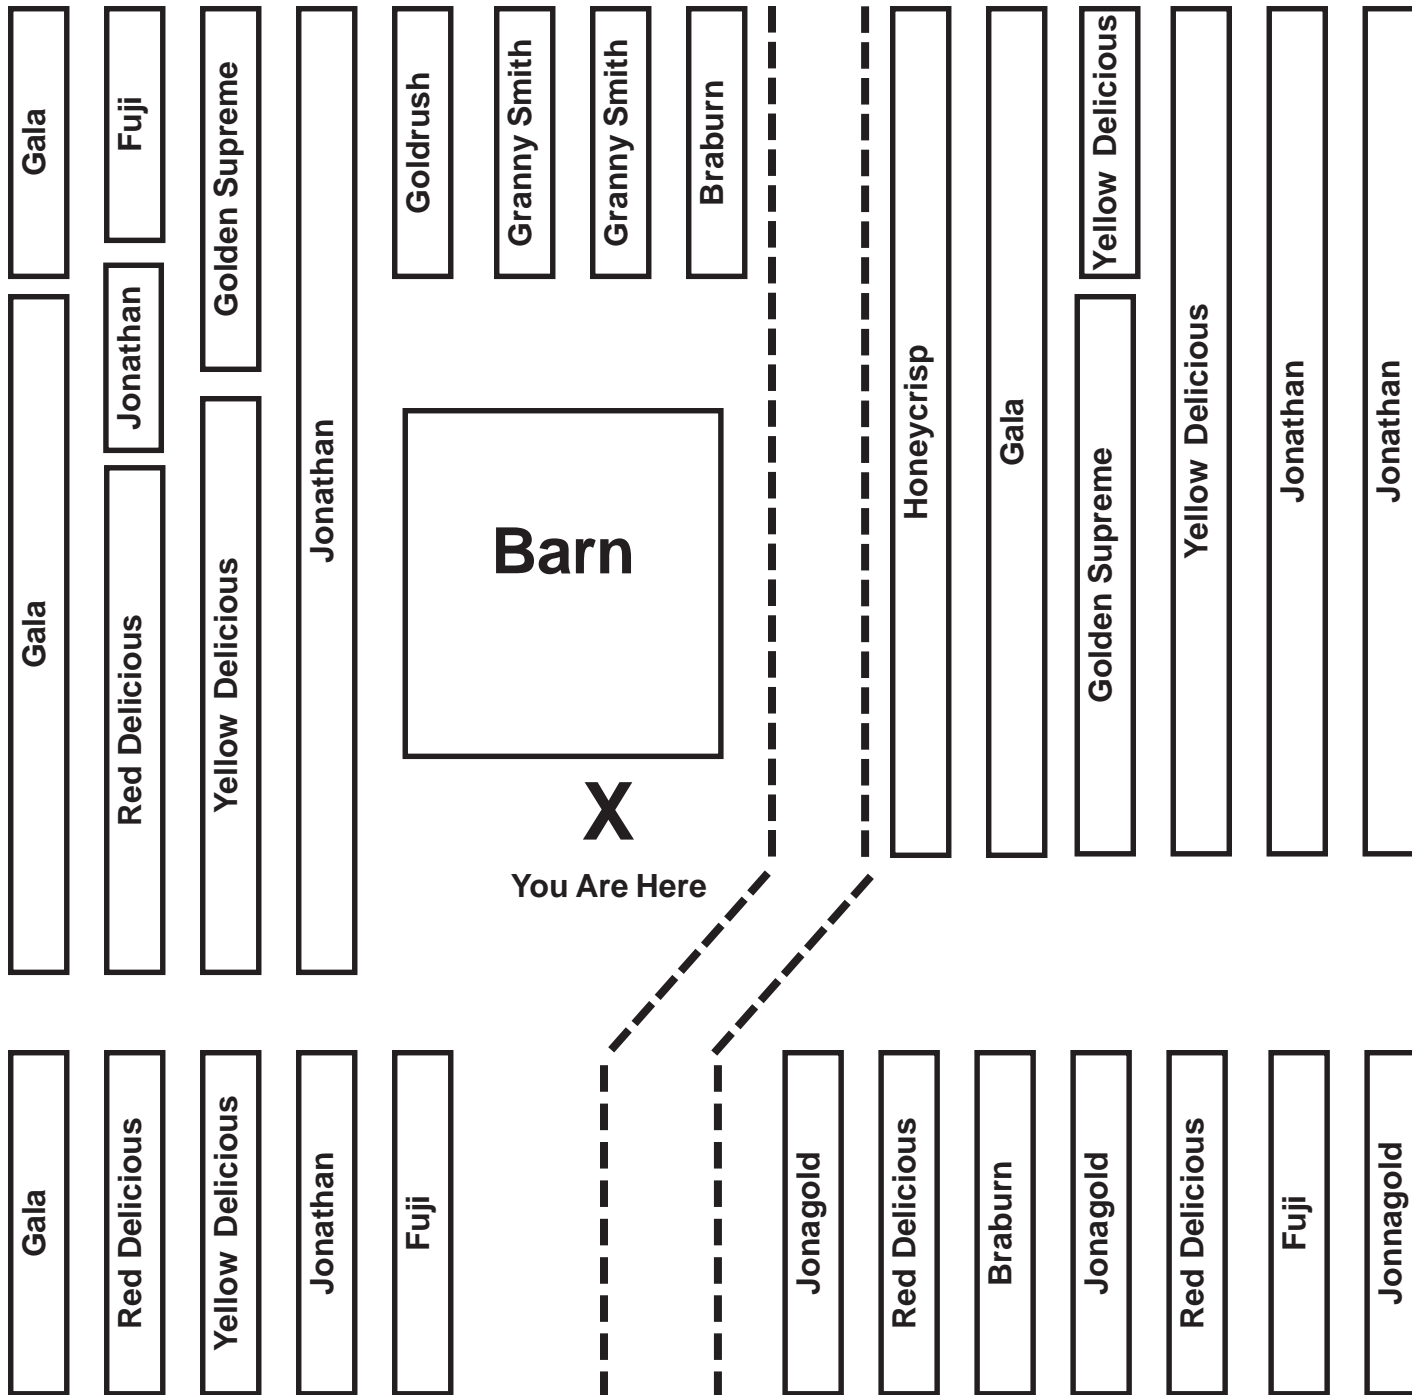 Gala
Fuji
Golden Supreme
Goldrush
Granny Smith
Granny Smith
Braburn
Yellow Delicious
Jonathan
Honeycrisp
Gala
Yellow Delicious
Jonathan
Jonathan
Jonathan
Golden Supreme
Barn
Gala
Red Delicious
Yellow Delicious
X
You Are Here
Gala
Red Delicious
Yellow Delicious
Jonathan
Fuji
Jonagold
Red Delicious
Braburn
Jonagold
Red Delicious
Fuji
Jonnagold